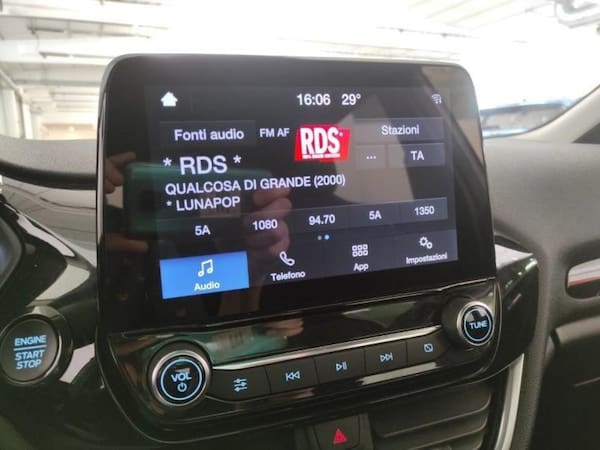 16:06 29°
Fonti audio FM AF RDS® Stazioni
* RDS *
... TA
QUALCOSA DI GRANDE (2000)
* LUNAPOP
5A 1080 94.70 5A 1350
Audio Telefono App Impostazioni
ENGINE
START
STOP
VOL
TUNE